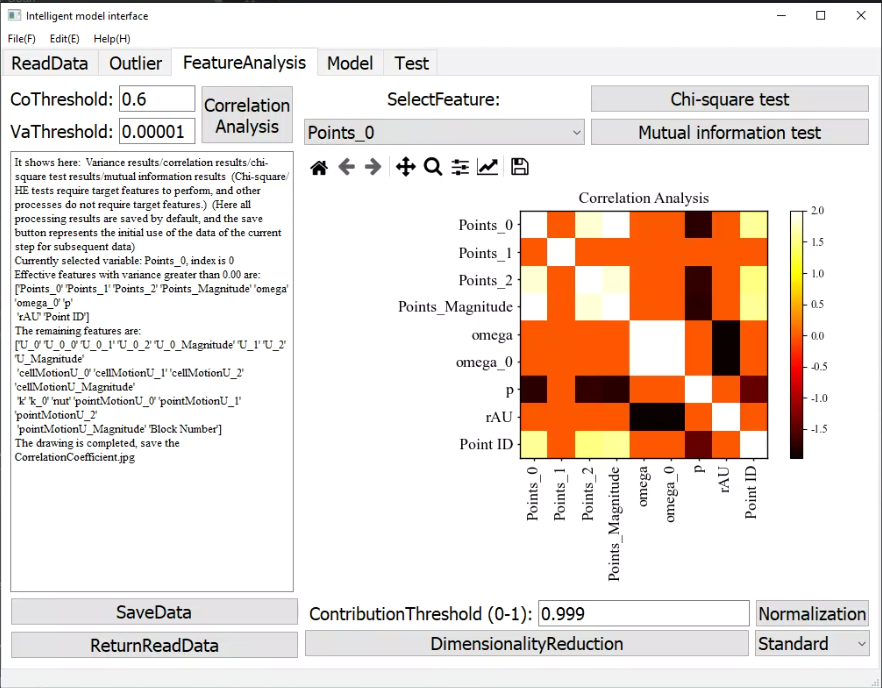 Intelligent model interface
File(F) Edit(E) Help(H)
ReadData Outlier FeatureAnalysis Model Test
CoThreshold: 0.6
VaThreshold: 0.00001
Correlation
Analysis
SelectFeature:
Points_0
Chi-square test
Mutual information test
It shows here: Variance results/correlation results/chi-
square test results/mutual information results (Chi-square/
HE tests require target features to perform, and other
processes do not require target features.) (Here all
processing results are saved by default, and the save
button represents the initial use of the data of the current
step for subsequent data)
Currently selected variable: Points_0, index is 0
Effective features with variance greater than 0.00 are:
['Points_0' 'Points_1' 'Points_2' 'Points_Magnitude' 'omega'
'omega_0' 'p'
'rAU' 'Point ID']
The remaining features are:
['U_0' 'U_0_0' 'U_0_1' 'U_0_2' 'U_0_Magnitude' 'U_1' 'U_2'
'U_Magnitude'
'cellMotionU_0' 'cellMotionU_1' 'cellMotionU_2'
'cellMotionU_Magnitude'
'k' 'k_0' 'nut' 'pointMotionU_0' 'pointMotionU_1'
'pointMotionU_2'
'pointMotionU_Magnitude' 'Block Number']
The drawing is completed, save the
CorrelationCoefficient.jpg
Correlation Analysis
Points_0
Points_1
Points_2
Points_Magnitude
omega
omega_0
p
rAU
Point ID
Points_0
Points_1
Points_2
Points_Magnitude
omega
omega_0
p
rAU
Point ID
2.0
1.5
1.0
0.5
0.0
-0.5
-1.0
-1.5
SaveData
ReturnReadData
ContributionThreshold (0-1): 0.999
Normalization
DimensionalityReduction
Standard